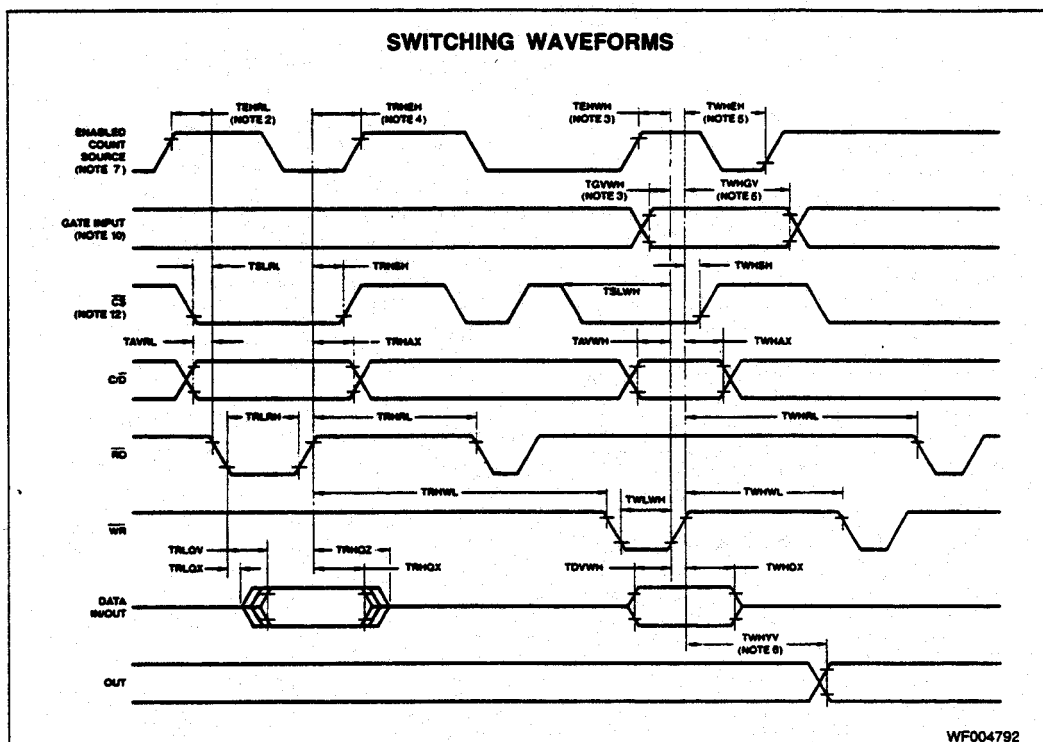 SWITCHING WAVEFORMS
TEHRL
(NOTE 2)
TRHEH
(NOTE 4)
TEHWH
(NOTE 3)
TWHEH
(NOTE 5)
ENABLED
COUNT
SOURCE
(NOTE 7)
TGVWH
(NOTE 3)
TWHGV
(NOTE 5)
GATE INPUT
(NOTE 10)
TSLRL
TRHSH
TWHSH
TSLWH
CS
(NOTE 12)
TAVRL
TRHAX
TAVWH
TWHAX
C/D
TRLRH
TRHRL
TWHRL
RD
TRHWL
TWLWH
TWHWL
WR
TRLQV
TRHQZ
TRLQX
TRHQX
TDVWH
TWHDX
DATA
IN/OUT
TWHYV
(NOTE 6)
OUT
WF004792